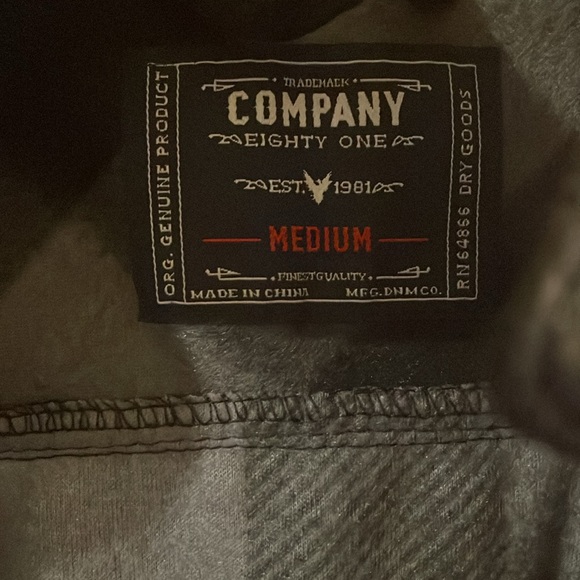 TRADEMARK
COMPANY
EIGHTY ONE
EST. 1981
MEDIUM
FINEST QUALITY
MADE IN CHINA MFG. DNM CO.
ORG. GENUINE PRODUCT
RN 64866 DRY GOODS